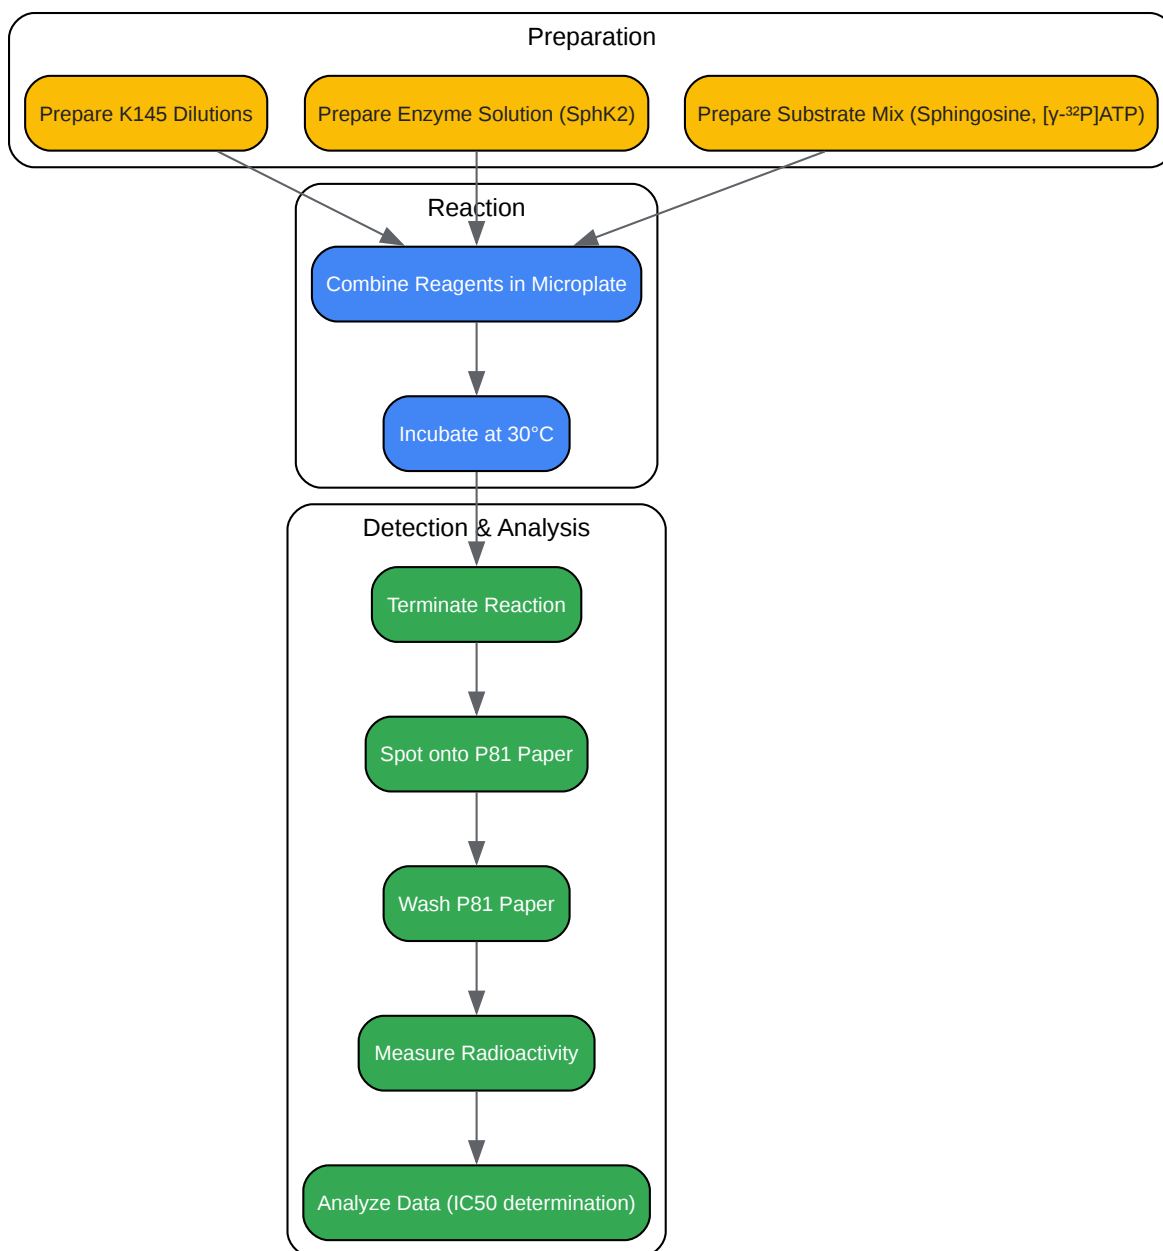 Preparation
Prepare K145 Dilutions
Prepare Enzyme Solution (SphK2)
Prepare Substrate Mix (Sphingosine, [γ-³²P]ATP)
Reaction
Combine Reagents in Microplate
Incubate at 30°C
Detection & Analysis
Terminate Reaction
Spot onto P81 Paper
Wash P81 Paper
Measure Radioactivity
Analyze Data (IC50 determination)